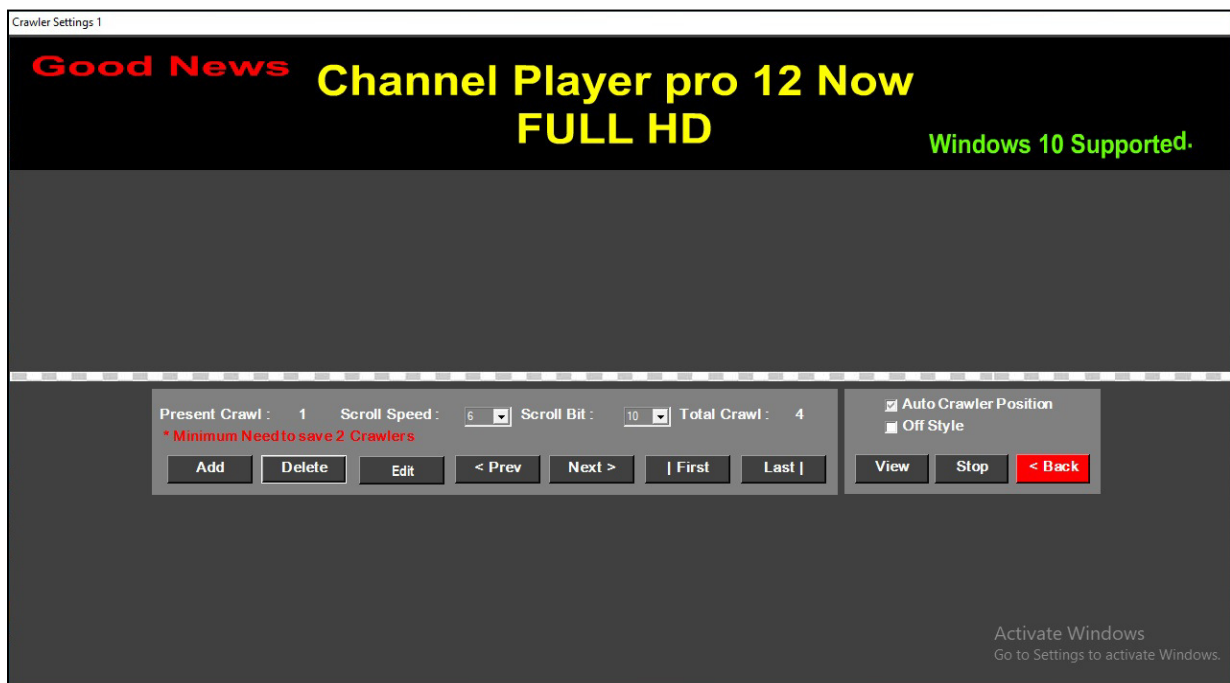 Crawler Settings 1
Good News
Channel Player pro 12 Now
FULL HD
Windows 10 Supported.
Present Crawl : 1 Scroll Speed : 6 Scroll Bit : 10 Total Crawl : 4
* Minimum Need to save 2 Crawlers
Add Delete Edit < Prev Next > | First Last |
Auto Crawler Position
Off Style
View Stop < Back
Activate Windows
Go to Settings to activate Windows.